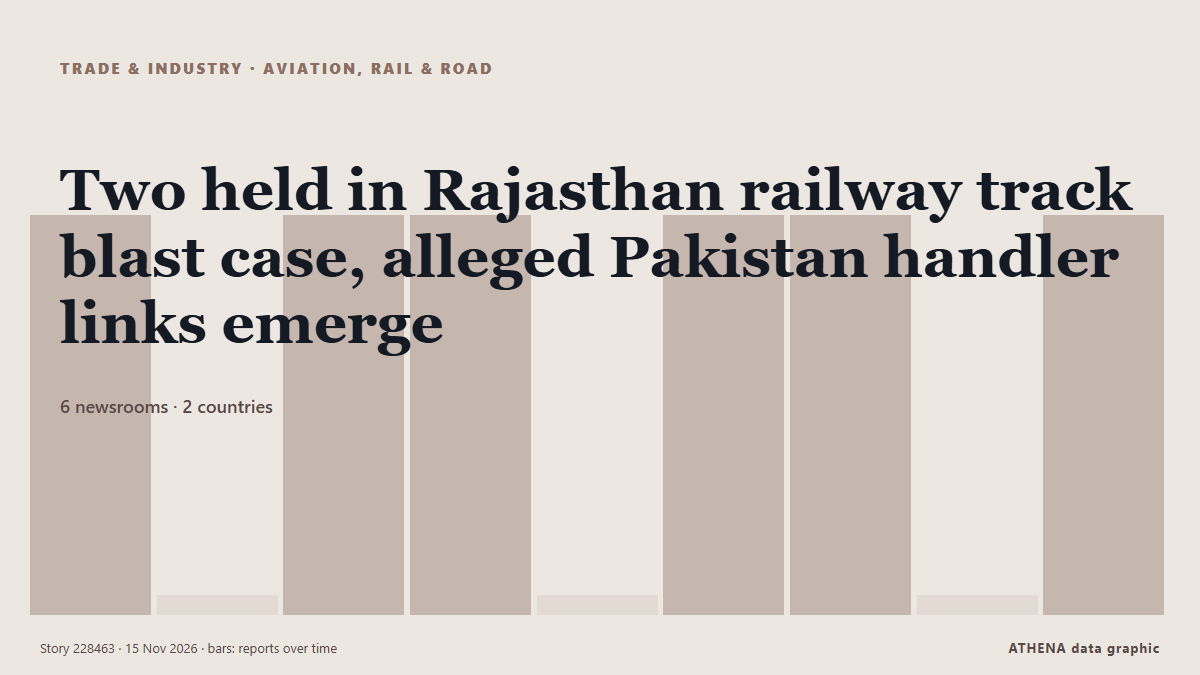 TRADE & INDUSTRY · AVIATION, RAIL & ROAD
Two held in Rajasthan railway track
blast case, alleged Pakistan handler
links emerge
6 newsrooms · 2 countries
Story 228463 · 15 Nov 2026 · bars: reports over time
ATHENA data graphic